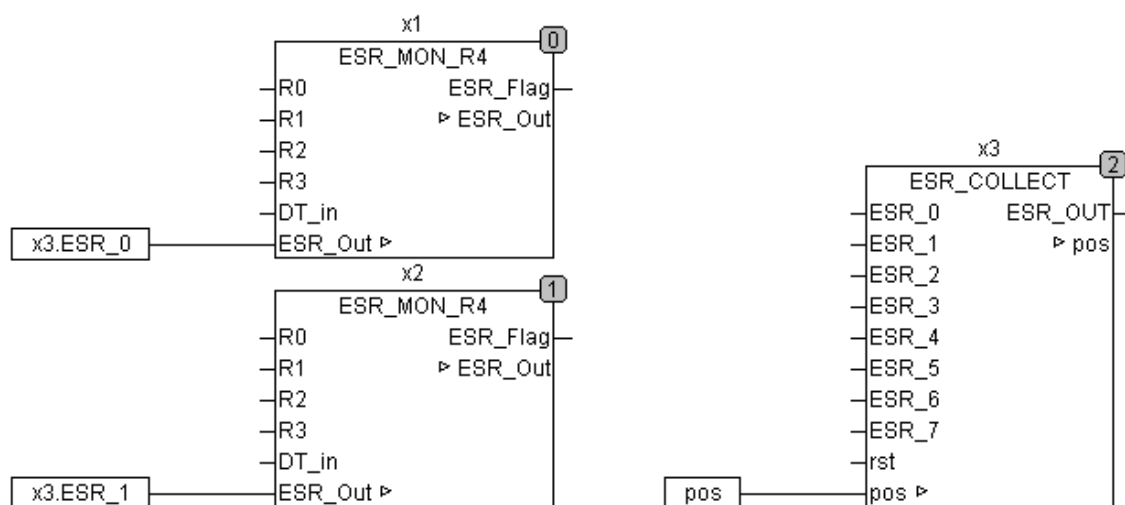 x1
0
ESR_MON_R4
R0 ESR_Flag
R1 ESR_Out
R2
R3
DT_in
x3.ESR_0 ESR_Out
x2
1
ESR_MON_R4
R0 ESR_Flag
R1 ESR_Out
R2
R3
DT_in
x3.ESR_1 ESR_Out
x3
2
ESR_COLLECT
ESR_0 ESR_OUT
ESR_1 pos
ESR_2
ESR_3
ESR_4
ESR_5
ESR_6
ESR_7
rst
pos pos